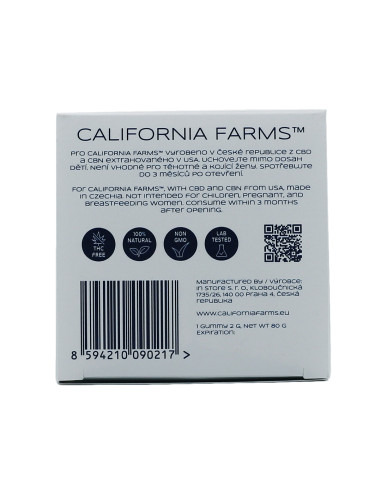 CALIFORNIA FARMS™
Pro CALIFORNIA FARMS™ vyrobeno v České republice z CBD
a CBN extrahovaného v USA. Uchovejte mimo dosah
dětí. Není vhodné pro těhotné a kojící ženy. Spotřebujte
do 3 měsíců po otevření.
For CALIFORNIA FARMS™, with CBD and CBN from USA, made
in Czechia. Not intended for children, pregnant, and
breastfeeding women. Consume within 3 months
after opening.
THC FREE
100% NATURAL
NON GMO
LAB TESTED
Manufactured by / Výrobce:
In Store s. r. o, Kloboučnická
1735/26, 140 00 Praha 4, Česká
republika
www.californiafarms.eu
1 gummy 2 g, NET WT 80 g
Expiration:
8 594210 090217 >